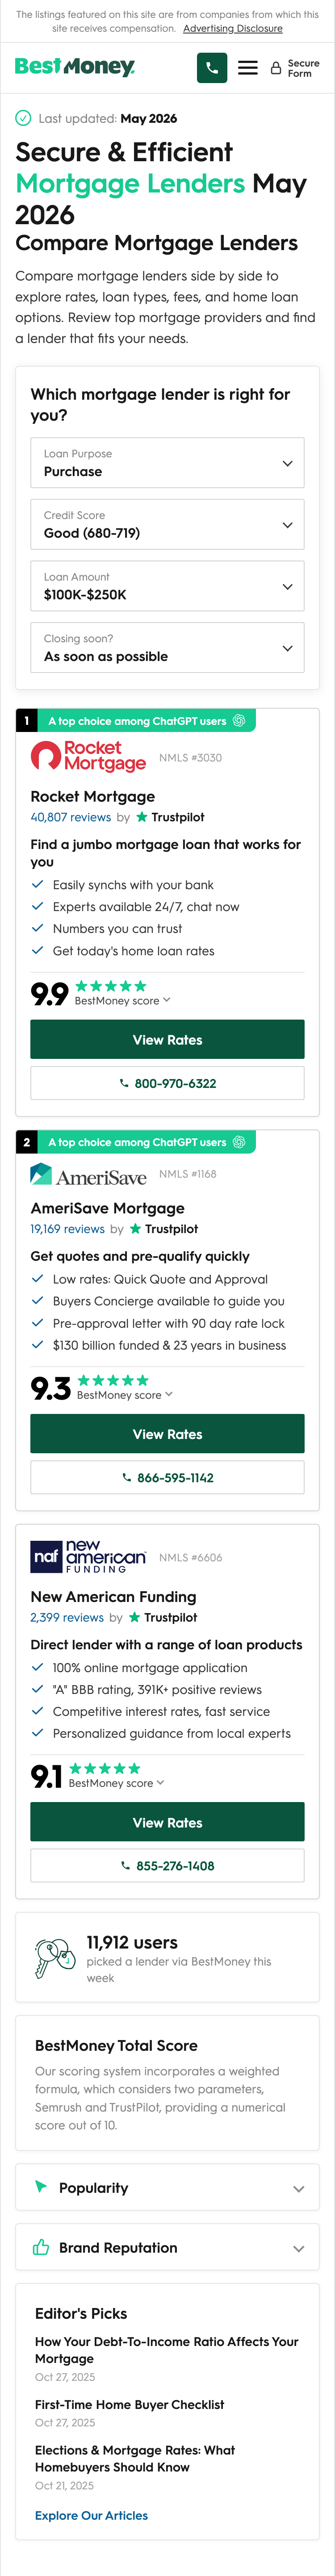 The listings featured on this site are from companies from which this
site receives compensation. Advertising Disclosure
BestMoney.
Secure
Form
Last updated: May 2026
Secure & Efficient
Mortgage Lenders May
2026
Compare Mortgage Lenders
Compare mortgage lenders side by side to
explore rates, loan types, fees, and home loan
options. Review top mortgage providers and find
a lender that fits your needs.
Which mortgage lender is right for
you?
Loan Purpose
Purchase
Credit Score
Good (680-719)
Loan Amount
$100K-$250K
Closing soon?
As soon as possible
1 A top choice among ChatGPT users
Rocket
Mortgage
NMLS #3030
Rocket Mortgage
40,807 reviews by Trustpilot
Find a jumbo mortgage loan that works for
you
Easily synchs with your bank
Experts available 24/7, chat now
Numbers you can trust
Get today's home loan rates
9.9
BestMoney score
View Rates
800-970-6322
2 A top choice among ChatGPT users
AmeriSave
NMLS #1168
AmeriSave Mortgage
19,169 reviews by Trustpilot
Get quotes and pre-qualify quickly
Low rates: Quick Quote and Approval
Buyers Concierge available to guide you
Pre-approval letter with 90 day rate lock
$130 billion funded & 23 years in business
9.3
BestMoney score
View Rates
866-595-1142
naf new
american
FUNDING
NMLS #6606
New American Funding
2,399 reviews by Trustpilot
Direct lender with a range of loan products
100% online mortgage application
"A" BBB rating, 391K+ positive reviews
Competitive interest rates, fast service
Personalized guidance from local experts
9.1
BestMoney score
View Rates
855-276-1408
11,912 users
picked a lender via BestMoney this
week
BestMoney Total Score
Our scoring system incorporates a weighted
formula, which considers two parameters,
Semrush and TrustPilot, providing a numerical
score out of 10.
Popularity
Brand Reputation
Editor's Picks
How Your Debt-To-Income Ratio Affects Your
Mortgage
Oct 27, 2025
First-Time Home Buyer Checklist
Oct 27, 2025
Elections & Mortgage Rates: What
Homebuyers Should Know
Oct 21, 2025
Explore Our Articles